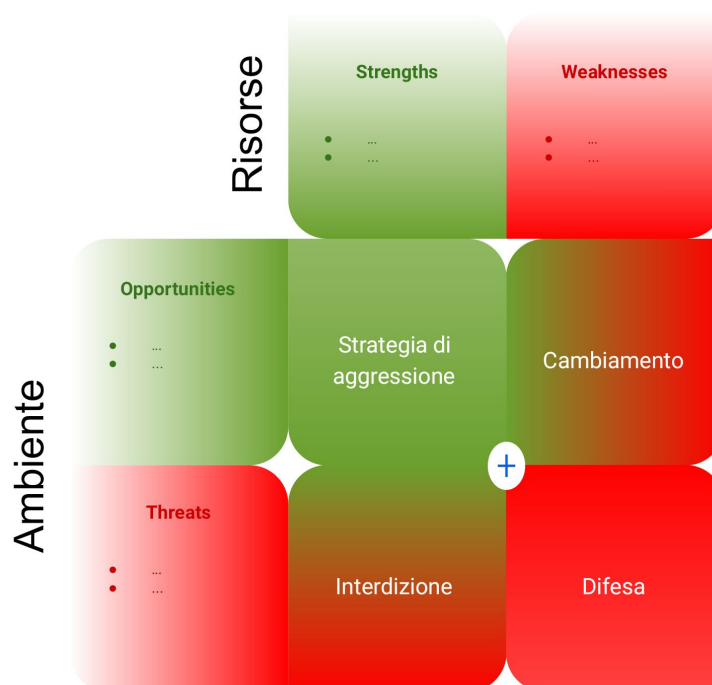 Risorse
Strengths
• ...
• ...
Weaknesses
• ...
• ...
Ambiente
Opportunities
• ...
• ...
Strategia di
aggressione
Cambiamento
+
Threats
• ...
• ...
Interdizione
Difesa